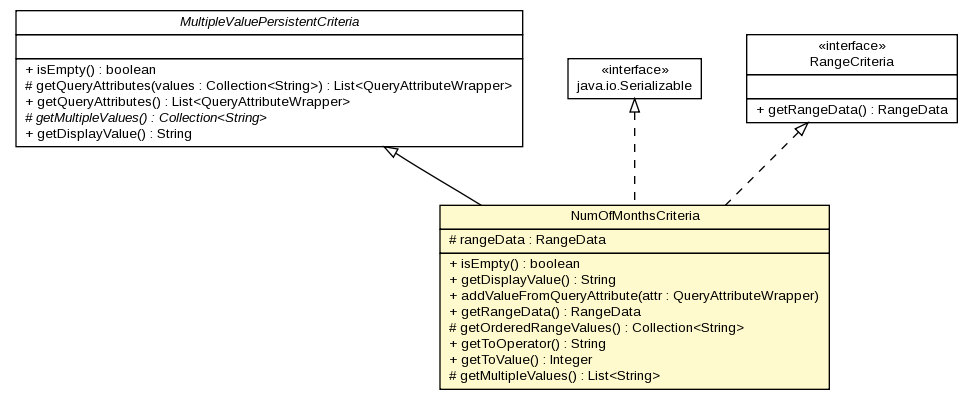 MultipleValuePersistentCriteria
+ isEmpty() : boolean
# getQueryAttributes(values : Collection<String>) : List<QueryAttributeWrapper>
+ getQueryAttributes() : List<QueryAttributeWrapper>
# getMultipleValues() : Collection<String>
+ getDisplayValue() : String
«interface»
java.io.Serializable
«interface»
RangeCriteria
+ getRangeData() : RangeData
NumOfMonthsCriteria
# rangeData : RangeData
+ isEmpty() : boolean
+ getDisplayValue() : String
+ addValueFromQueryAttribute(attr : QueryAttributeWrapper)
+ getRangeData() : RangeData
# getOrderedRangeValues() : Collection<String>
+ getToOperator() : String
+ getToValue() : Integer
# getMultipleValues() : List<String>